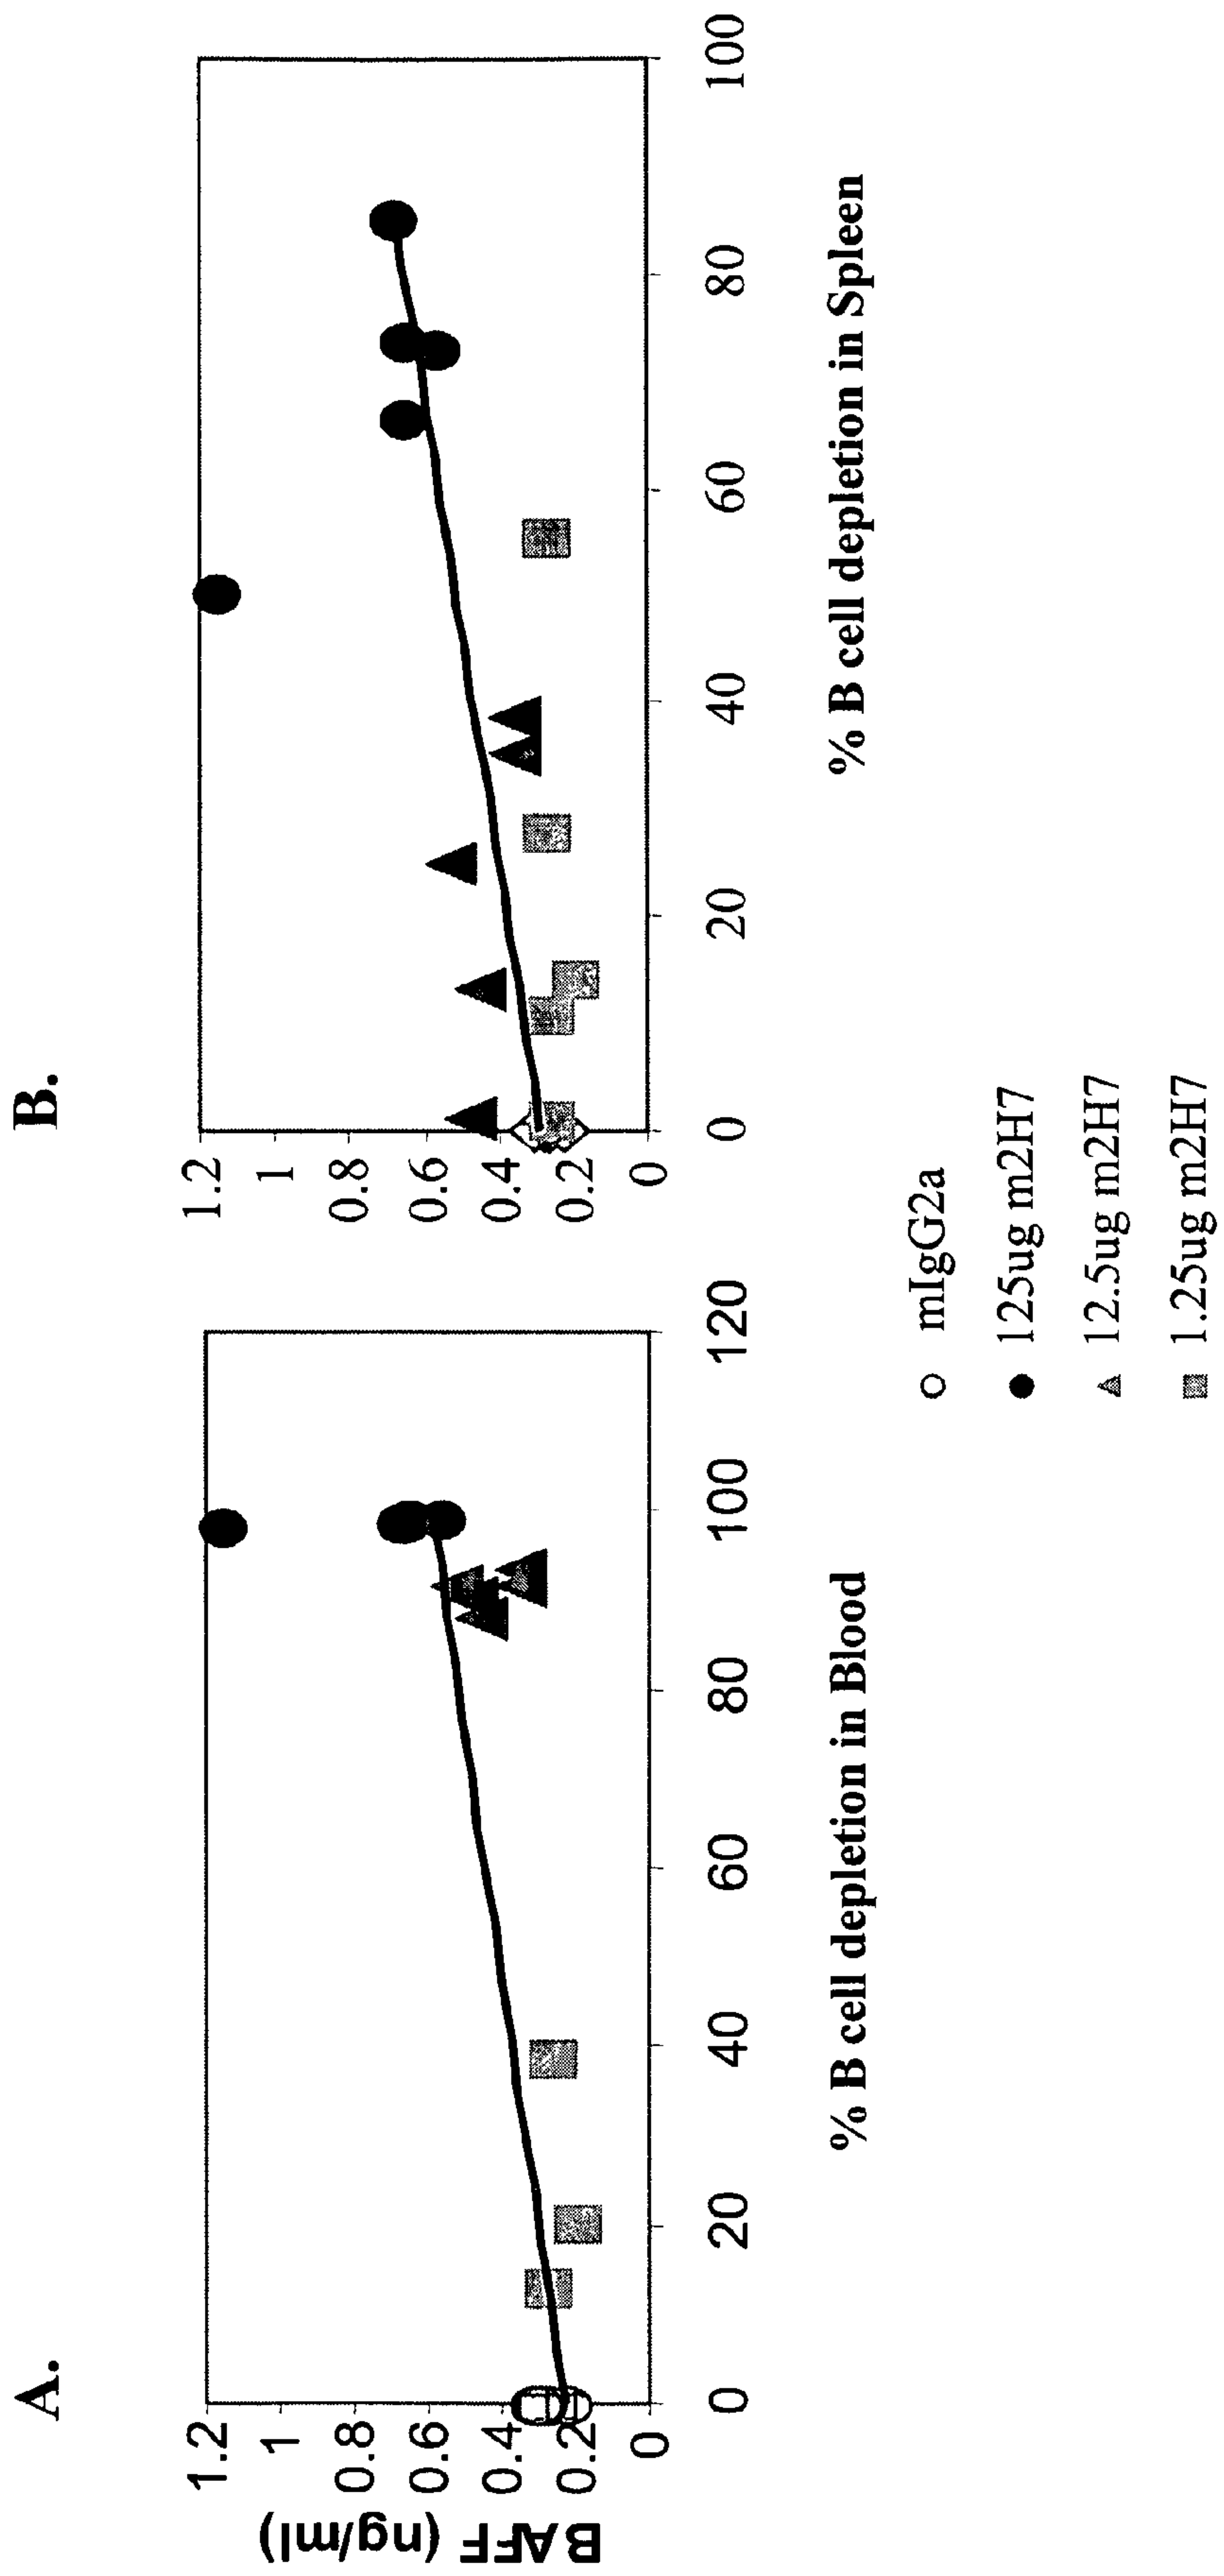 A.
1.2
1
0.8
0.6
0.4
0.2
0
BAFF (ng/ml)
0 20 40 60 80 100 120
% B cell depletion in Blood
B.
1.2
1
0.8
0.6
0.4
0.2
0
0 20 40 60 80 100
% B cell depletion in Spleen
mIgG2a
125ug m2H7
12.5ug m2H7
1.25ug m2H7